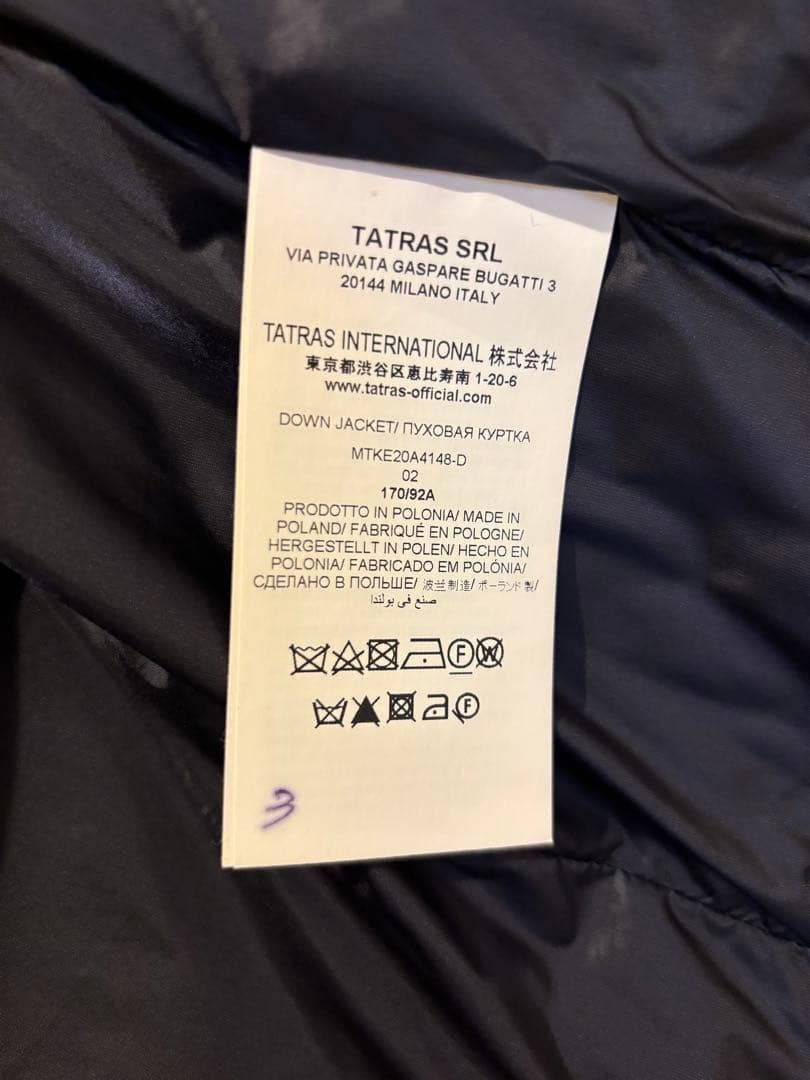 TATRAS SRL
VIA PRIVATA GASPARE BUGATTI 3
20144 MILANO ITALY
TATRAS INTERNATIONAL 株式会社
東京都渋谷区恵比寿南 1-20-6
www.tatras-official.com
DOWN JACKET/ ПУХОВАЯ КУРТКА
MTKE20A4148-D
02
170/92A
PRODOTTO IN POLONIA/ MADE IN
POLAND/ FABRIQUÉ EN POLOGNE/
HERGESTELLT IN POLEN/ HECHO EN
POLONIA/ FABRICADO EM POLÓNIA/
СДЕЛАНО В ПОЛЬШЕ/ 波兰制造/ ポーランド製/
صنع في بولندا
F W
F
3